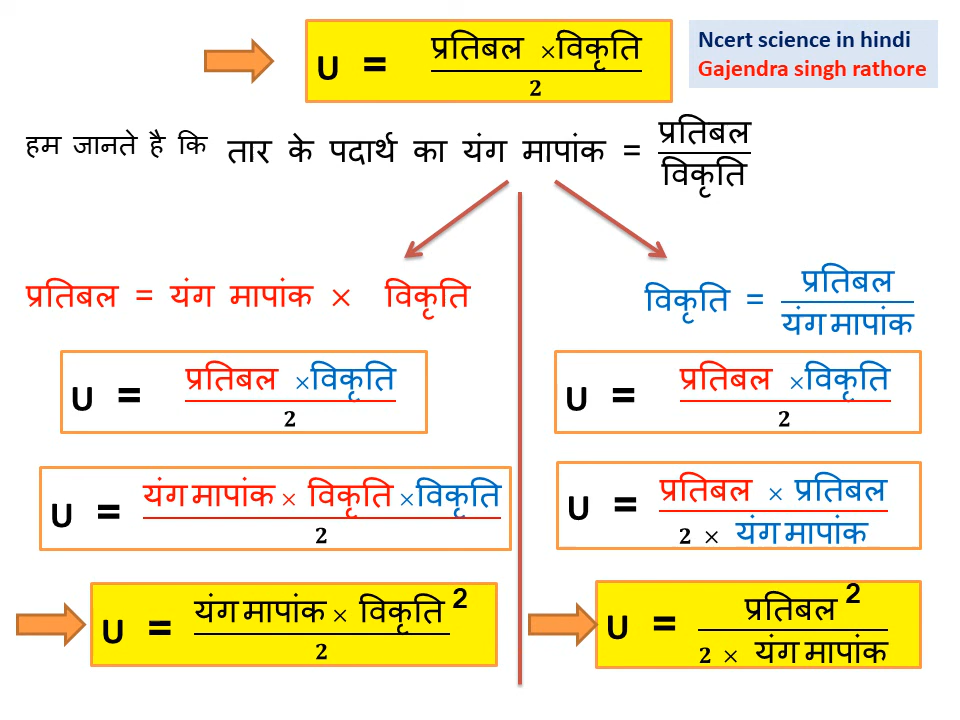 U = प्रतिबल ×विकृति / 2
Ncert science in hindi
Gajendra singh rathore
हम जानते है कि तार के पदार्थ का यंग मापांक = प्रतिबल / विकृति
प्रतिबल = यंग मापांक × विकृति
U = प्रतिबल ×विकृति / 2
U = यंग मापांक × विकृति ×विकृति / 2
U = यंग मापांक × विकृति ² / 2
विकृति = प्रतिबल / यंग मापांक
U = प्रतिबल ×विकृति / 2
U = प्रतिबल × प्रतिबल / 2 × यंग मापांक
U = प्रतिबल ² / 2 × यंग मापांक